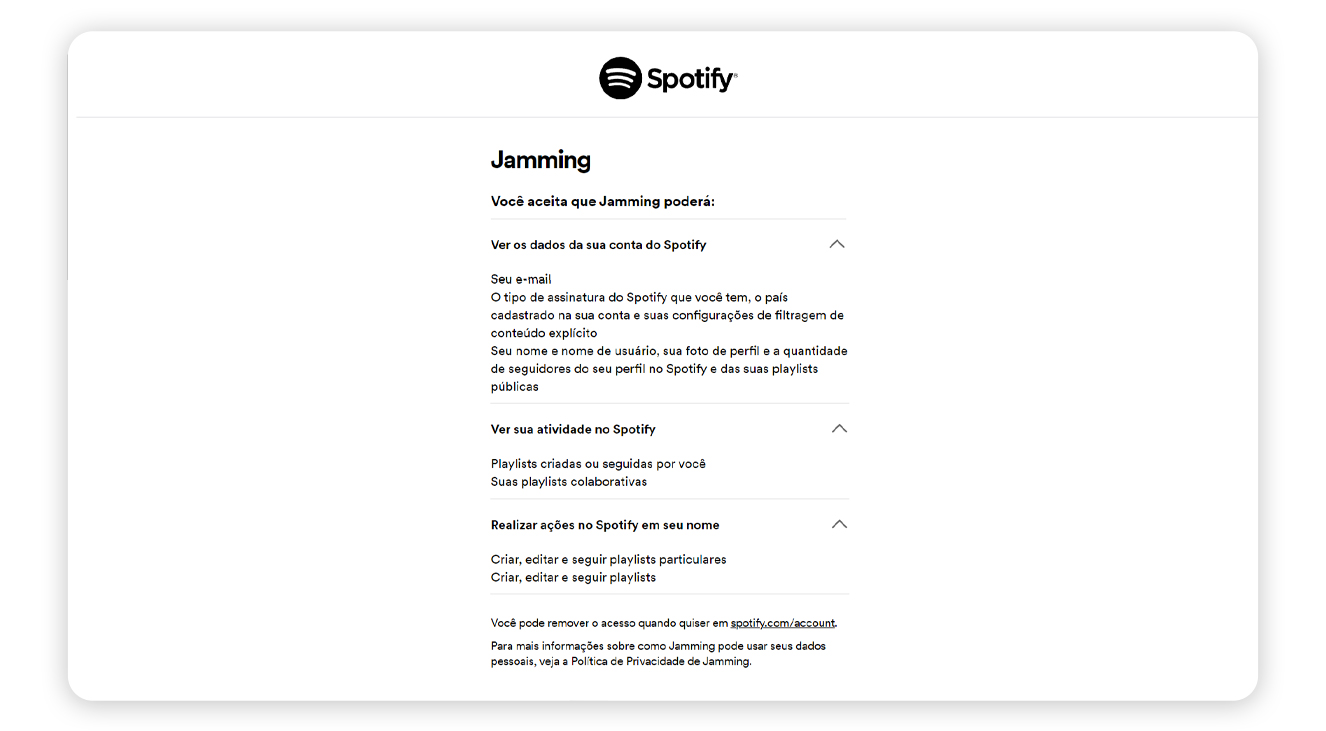 Spotify®
Jamming
Você aceita que Jamming poderá:
Ver os dados da sua conta do Spotify
Seu e-mail
O tipo de assinatura do Spotify que você tem, o país
cadastrado na sua conta e suas configurações de filtragem de
conteúdo explícito
Seu nome e nome de usuário, sua foto de perfil e a quantidade
de seguidores do seu perfil no Spotify e das suas playlists
públicas
Ver sua atividade no Spotify
Playlists criadas ou seguidas por você
Suas playlists colaborativas
Realizar ações no Spotify em seu nome
Criar, editar e seguir playlists particulares
Criar, editar e seguir playlists
Você pode remover o acesso quando quiser em spotify.com/account.
Para mais informações sobre como Jamming pode usar seus dados
pessoais, veja a Política de Privacidade de Jamming.